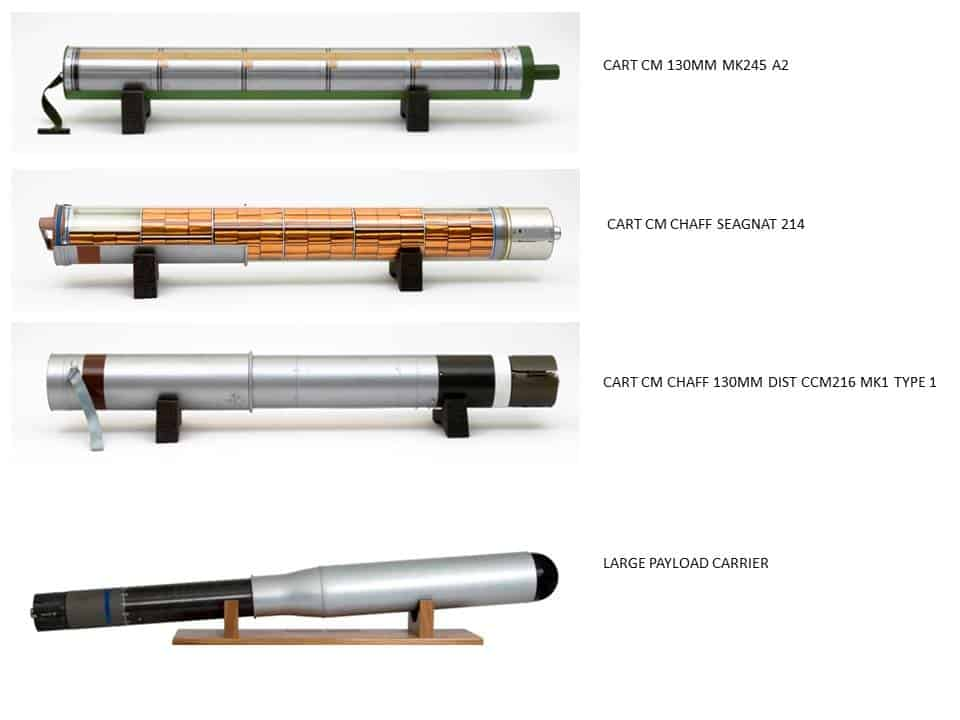 CART CM 130MM MK245 A2
CART CM CHAFF SEAGNAT 214
CART CM CHAFF 130MM DIST CCM216 MK1 TYPE 1
LARGE PAYLOAD CARRIER